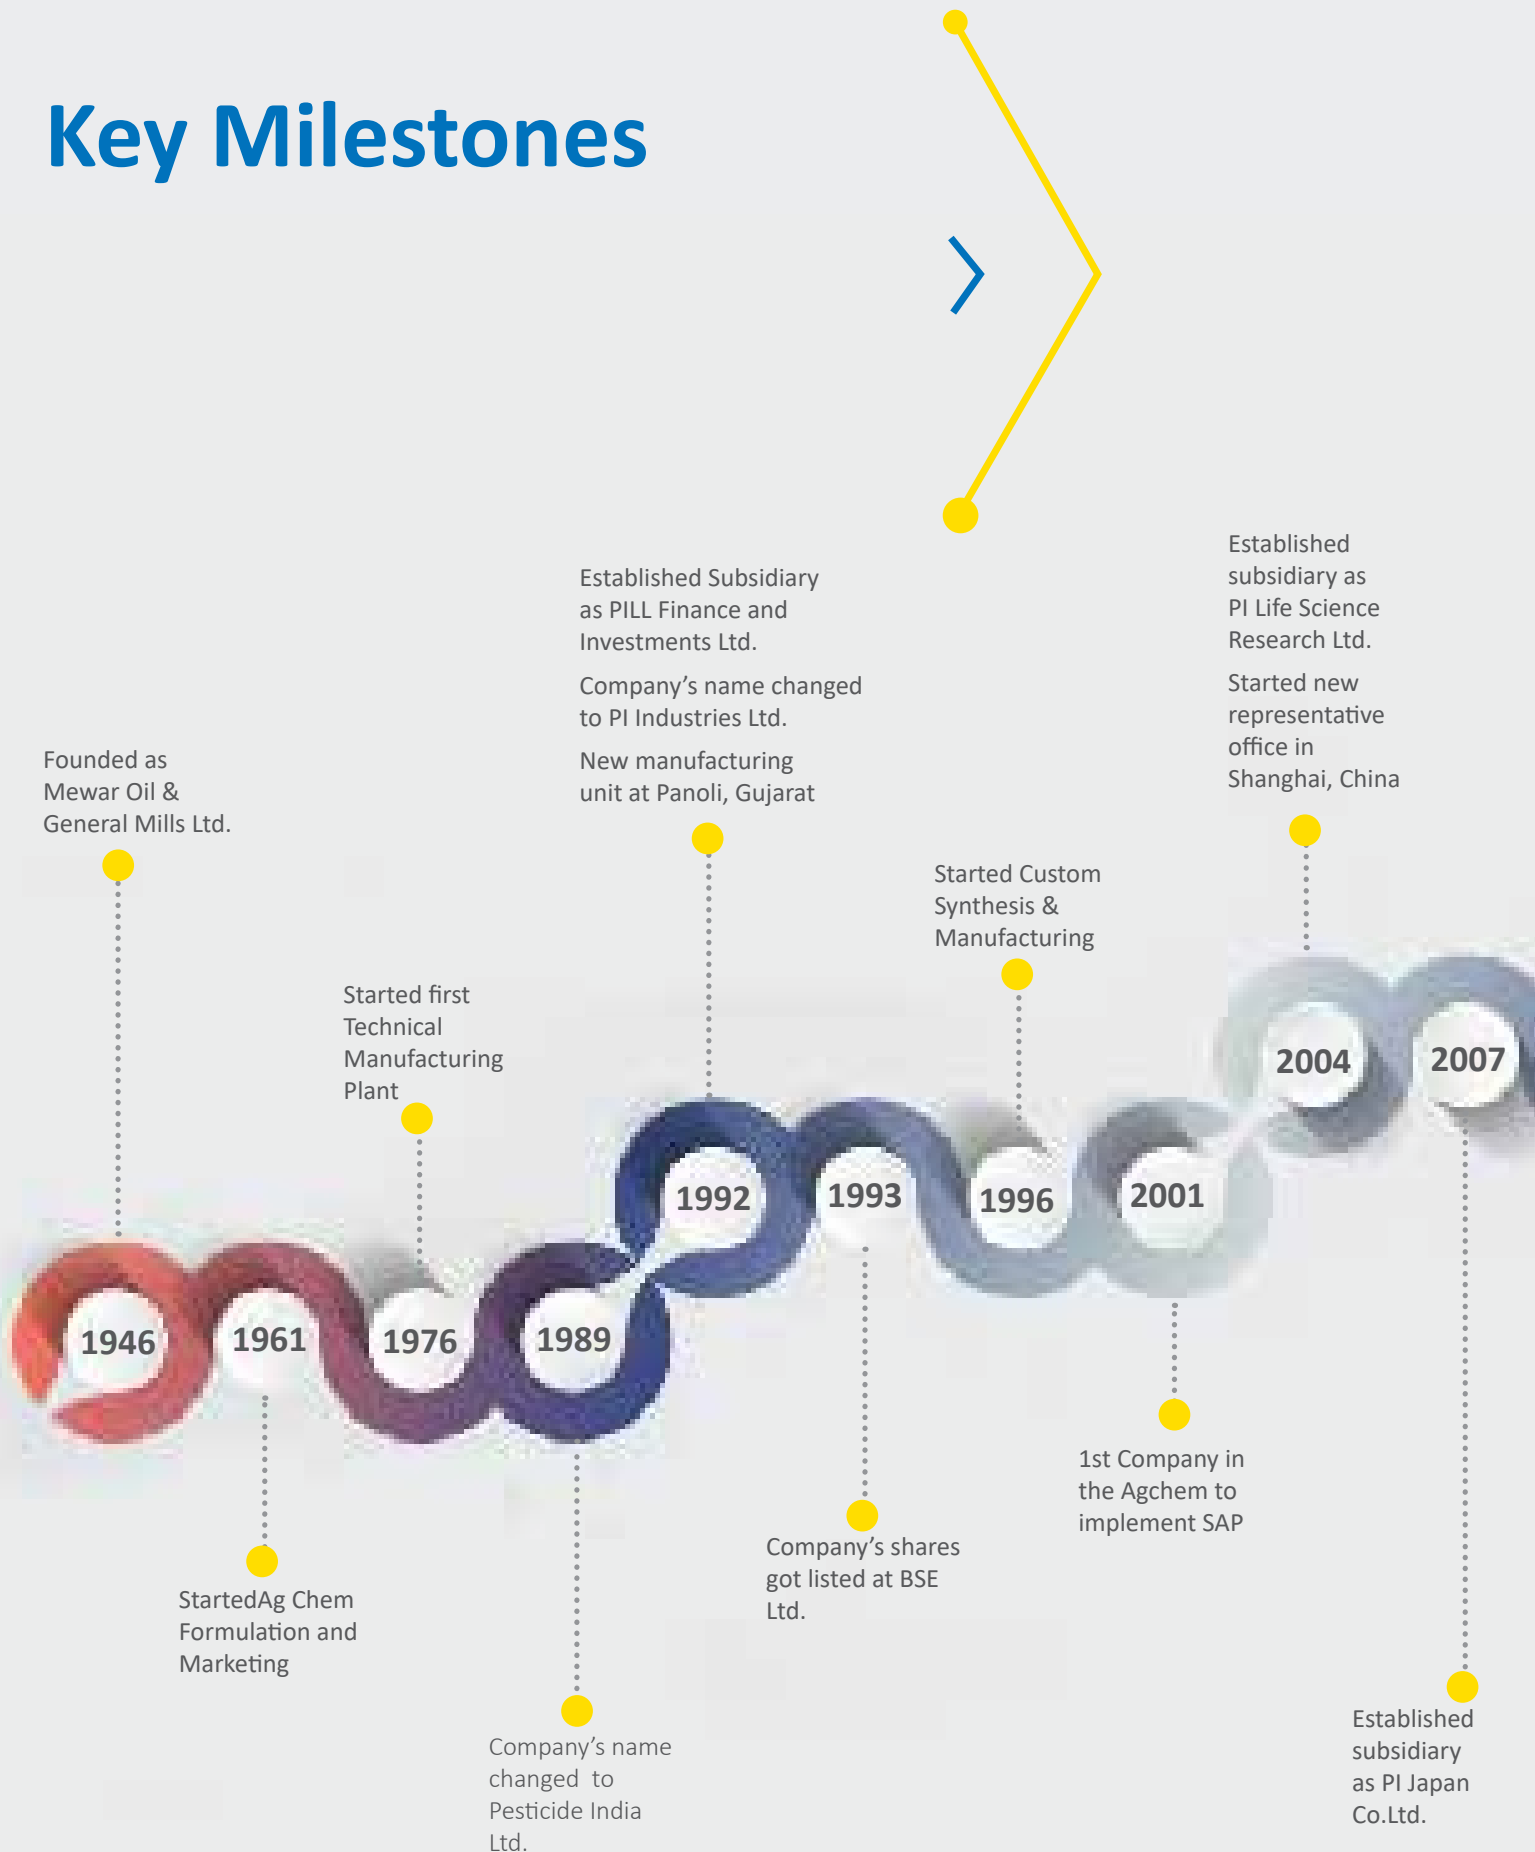 Key Milestones
Founded as
Mewar Oil &
General Mills Ltd.
1946
StartedAg Chem
Formulation and
Marketing
1961
Started first
Technical
Manufacturing
Plant
1976
Company’s name
changed  to
Pesticide India
Ltd.
1989
Established Subsidiary
as PILL Finance and
Investments Ltd.
Company’s name changed
to PI Industries Ltd.
New manufacturing
unit at Panoli, Gujarat
1992
Company’s shares
got listed at BSE
Ltd.
1993
Started Custom
Synthesis &
Manufacturing
1996
1st Company in
the Agchem to
implement SAP
2001
Established
subsidiary as
PI Life Science
Research Ltd.
Started new
representative
office in
Shanghai, China
2004
Established
subsidiary
as PI Japan
Co.Ltd.
2007